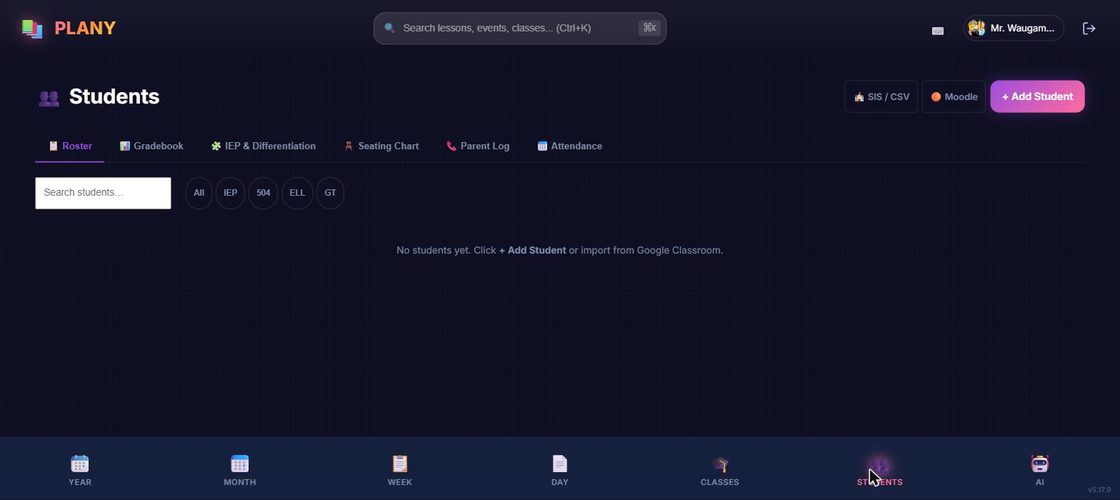 PLANY
Search lessons, events, classes... (Ctrl+K) ⌘K
Mr. Waugam...
Students
SIS / CSV
Moodle
+ Add Student
Roster
Gradebook
IEP & Differentiation
Seating Chart
Parent Log
Attendance
Search students...
All
IEP
504
ELL
GT
No students yet. Click + Add Student or import from Google Classroom.
YEAR
MONTH
WEEK
DAY
CLASSES
STUDENTS
AI
v5.17.9